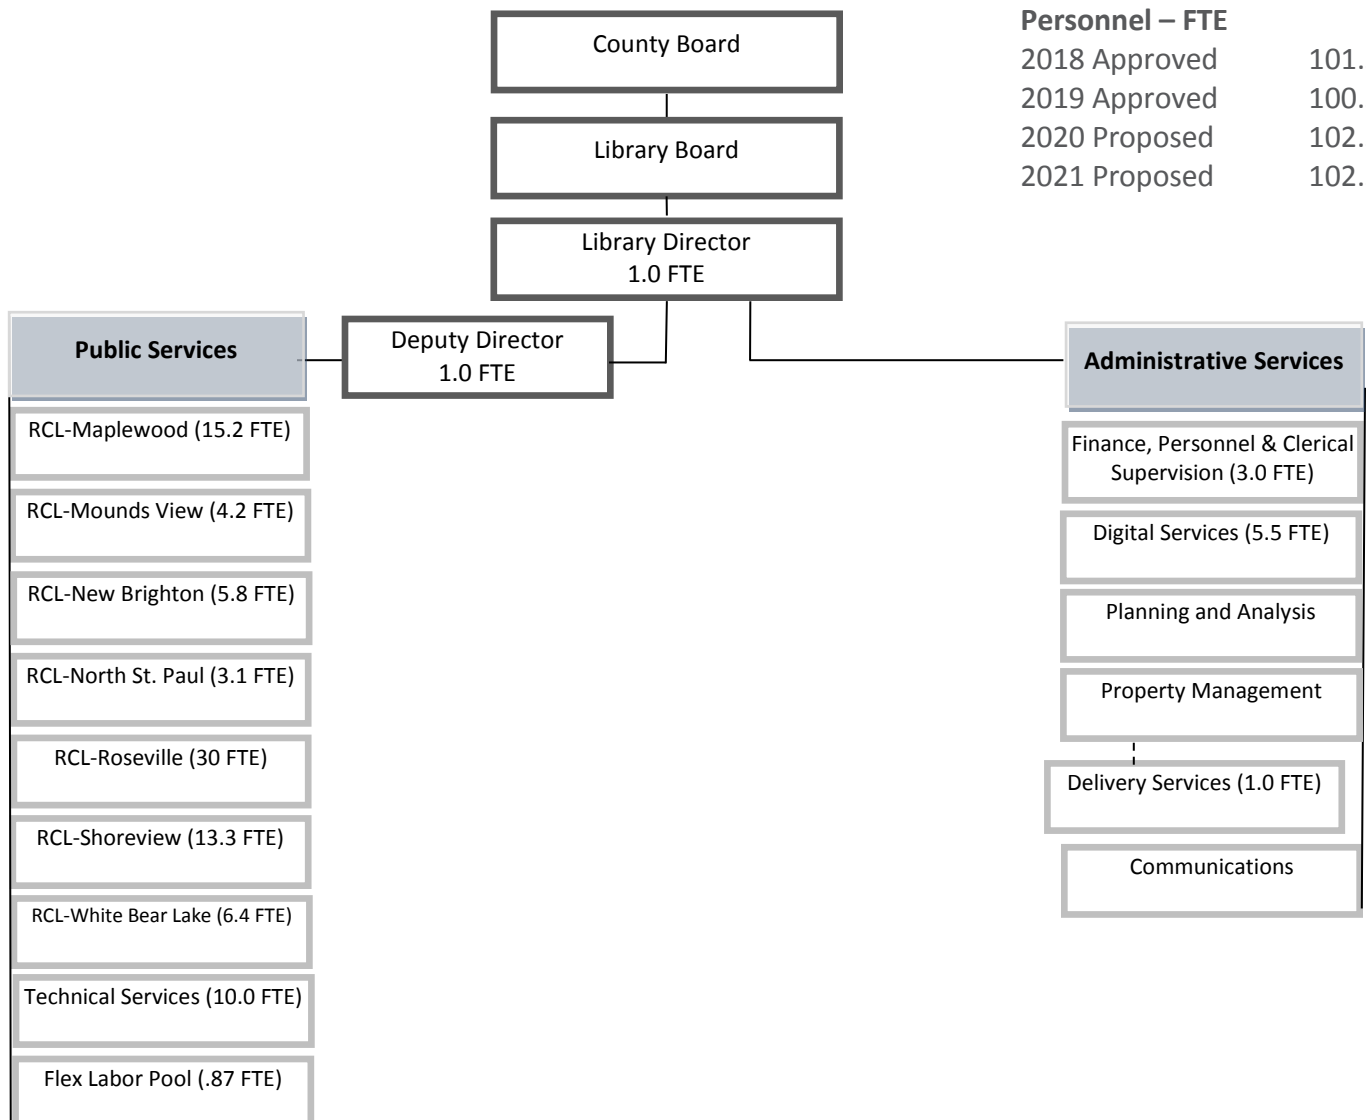 County Board
Library Board
Library Director
1.0 FTE
Personnel – FTE
2018 Approved 101.
2019 Approved 100.
2020 Proposed 102.
2021 Proposed 102.
Deputy Director
1.0 FTE
Public Services
RCL-Maplewood (15.2 FTE)
RCL-Mounds View (4.2 FTE)
RCL-New Brighton (5.8 FTE)
RCL-North St. Paul (3.1 FTE)
RCL-Roseville (30 FTE)
RCL-Shoreview (13.3 FTE)
RCL-White Bear Lake (6.4 FTE)
Technical Services (10.0 FTE)
Flex Labor Pool (.87 FTE)
Administrative Services
Finance, Personnel & Clerical
Supervision (3.0 FTE)
Digital Services (5.5 FTE)
Planning and Analysis
Property Management
Delivery Services (1.0 FTE)
Communications